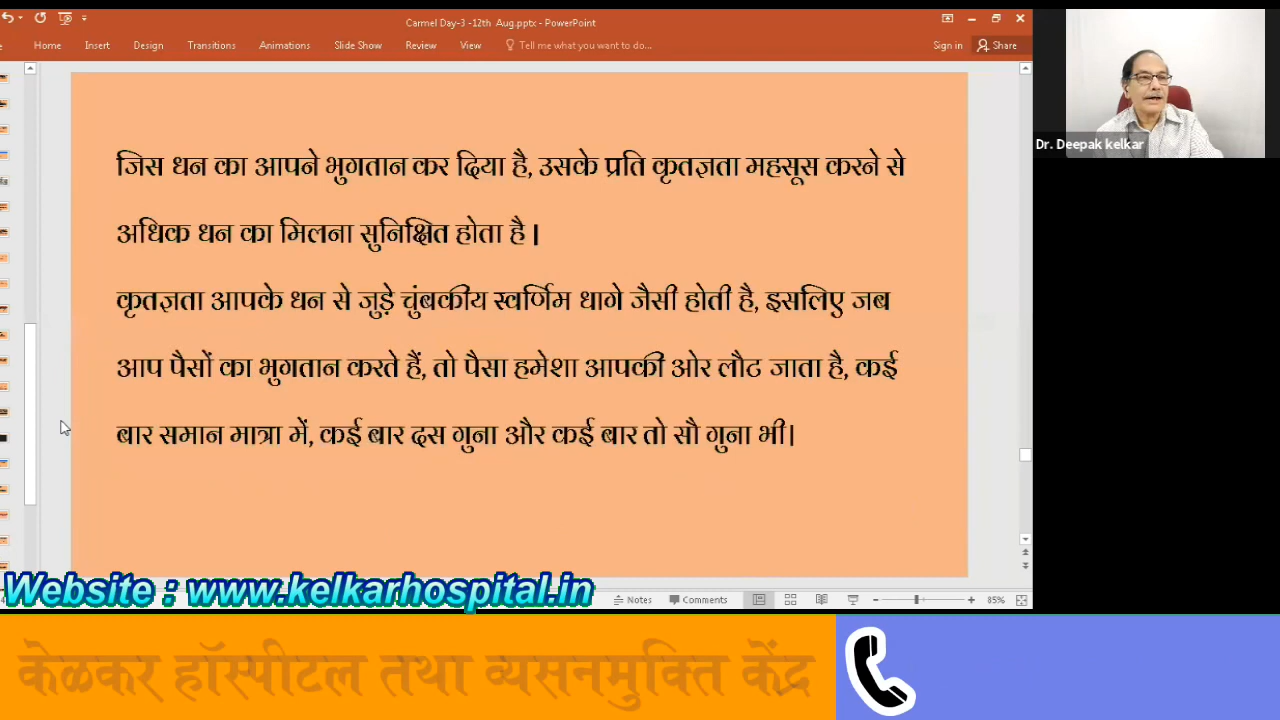 Carmel Day-3 -12th Aug.pptx: - PowerPoint
Home Insert Design Transitions Animations Slide Show Review View Tell me what you want to do... Sign in Share
जिस धन का आपने भुगतान कर दिया है, उसके प्रति कृतज्ञता महसूस करने से
अधिक धन का मिलना सुनिक्षित होता है।
कृतज्ञता आपके धन से जुड़े चुंबकीय स्वर्णिम धागे जैसी होती है, इसलिए जब
आप पैसों का भुगतान करते हैं, तो पैसा हमेशा आपकी ओर लौट जाता है, कई
बार समान मात्रा में, कई बार दस गुना और कई बार तो सौ गुना भी।
Dr. Deepak kelkar
Website : www.kelkarhospital.in
Notes Comments 85%
केळकर हॉस्पीटल तथा व्यसनमुक्ति केंद्र